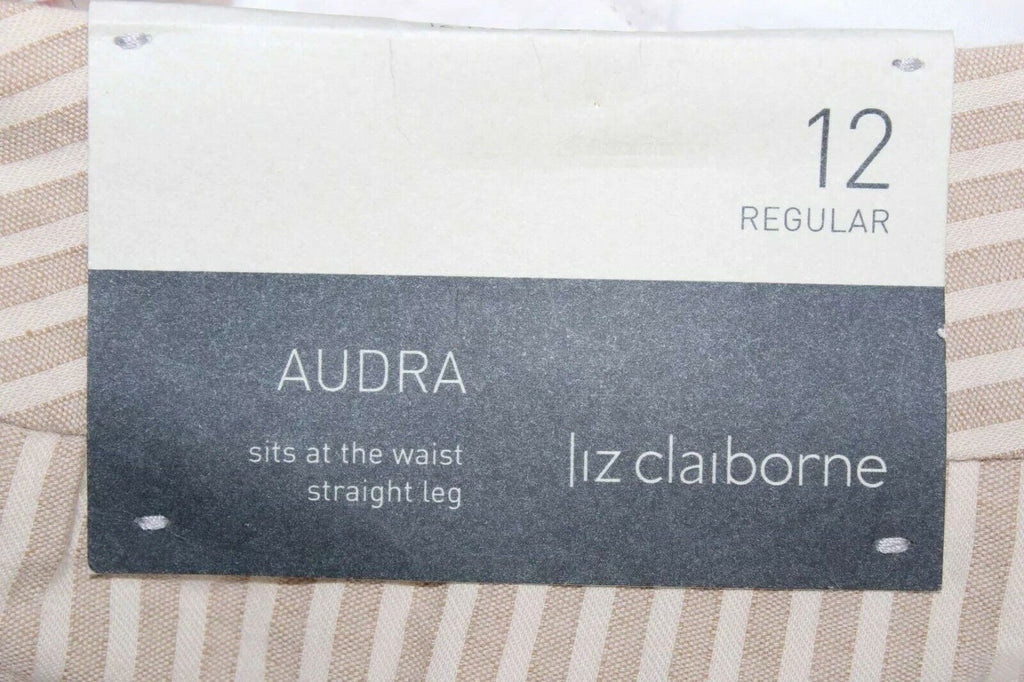 12
REGULAR
AUDRA
sits at the waist
straight leg
liz claiborne